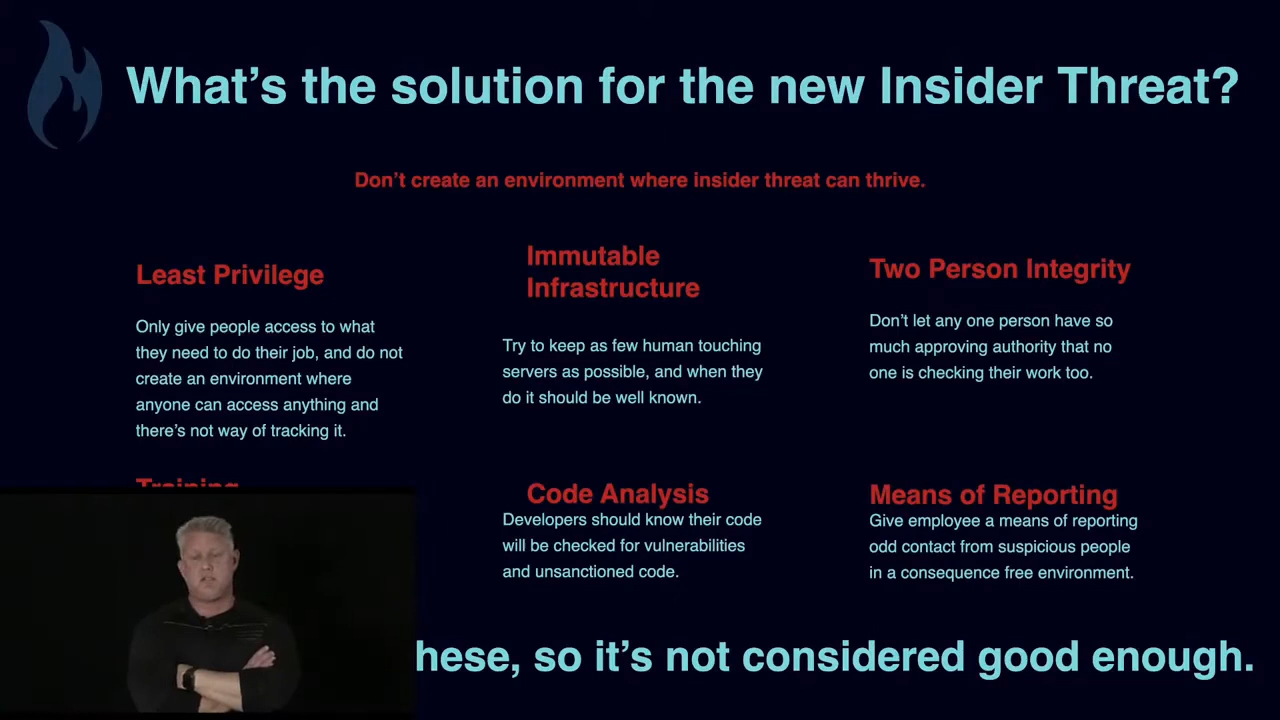 What's the solution for the new Insider Threat?
Don't create an environment where insider threat can thrive.
Least Privilege
Only give people access to what
they need to do their job, and do not
create an environment where
anyone can access anything and
there's not way of tracking it.
Immutable
Infrastructure
Try to keep as few human touching
servers as possible, and when they
do it should be well known.
Two Person Integrity
Don't let any one person have so
much approving authority that no
one is checking their work too.
Training
Code Analysis
Developers should know their code
will be checked for vulnerabilities
and unsanctioned code.
Means of Reporting
Give employee a means of reporting
odd contact from suspicious people
in a consequence free environment.
hese, so it's not considered good enough.